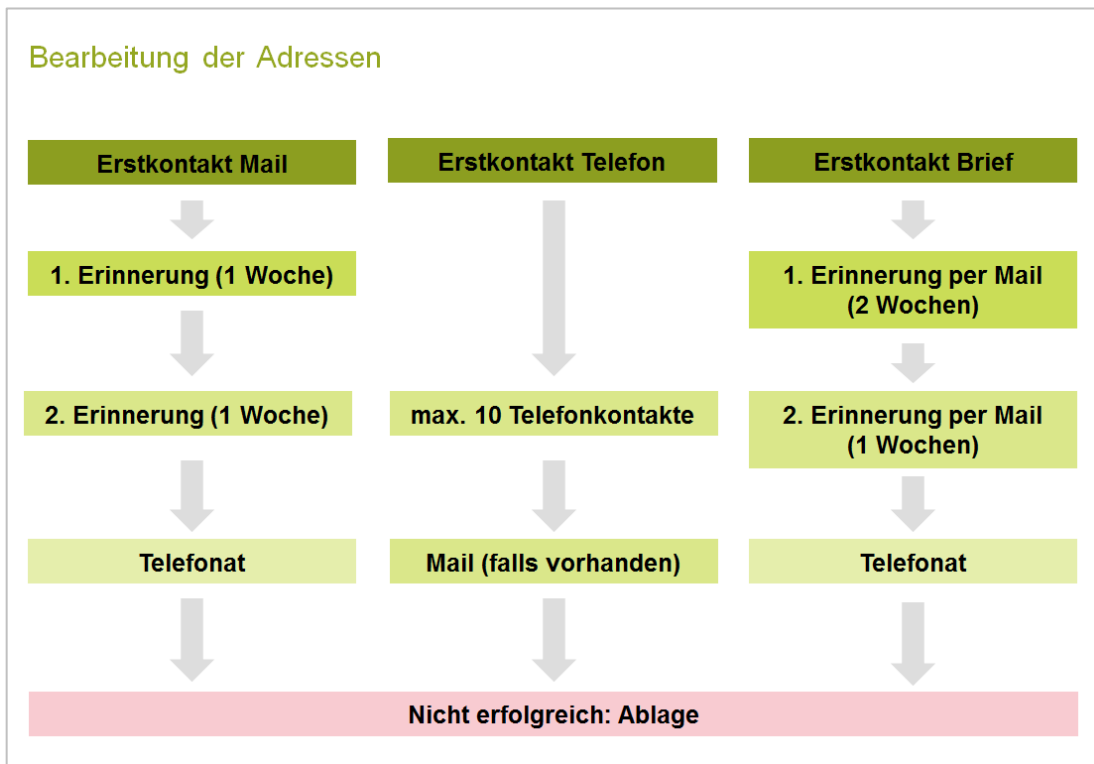 Bearbeitung der Adressen
Erstkontakt Mail
1. Erinnerung (1 Woche)
2. Erinnerung (1 Woche)
Telefonat
Erstkontakt Telefon
max. 10 Telefonkontakte
Mail (falls vorhanden)
Erstkontakt Brief
1. Erinnerung per Mail
(2 Wochen)
2. Erinnerung per Mail
(1 Wochen)
Telefonat
Nicht erfolgreich: Ablage